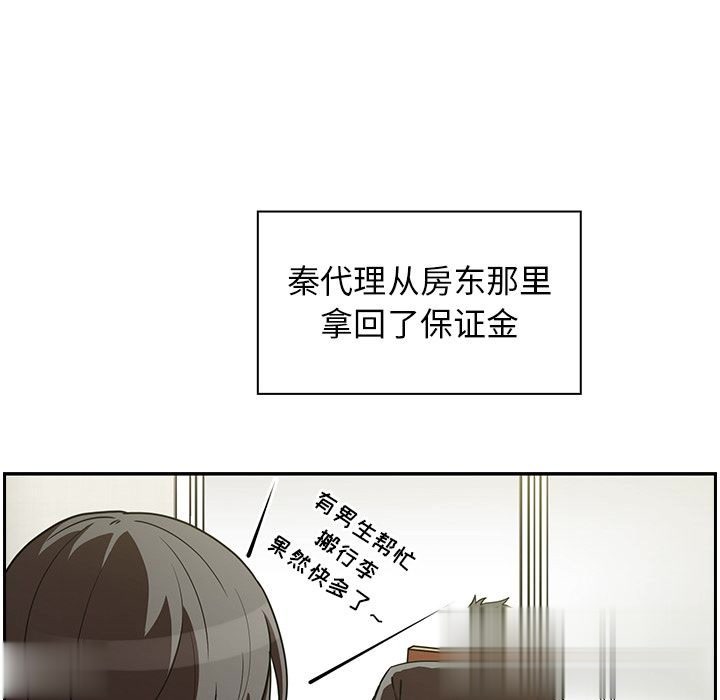 秦代理从房东那里
拿回了保证金
有男生帮忙
搬行李
果然快多了~